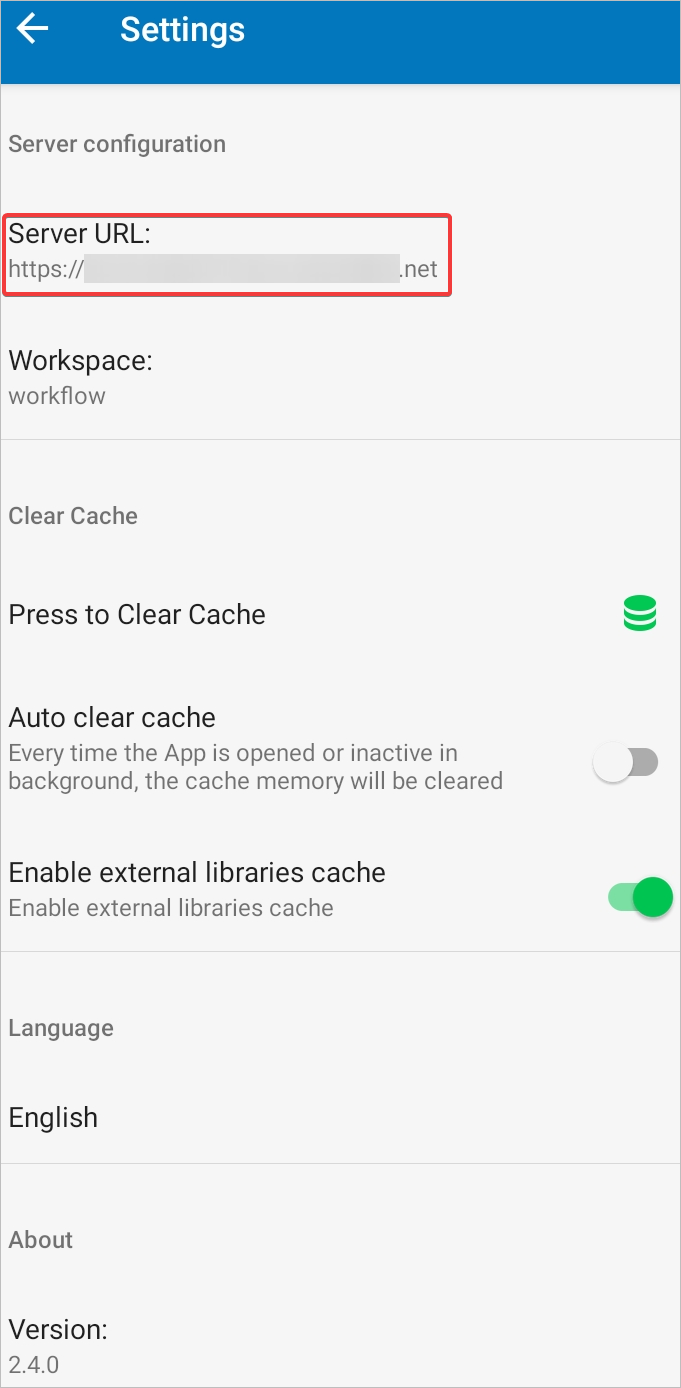 Settings
Server configuration
Server URL:
https:// .net
Workspace:
workflow
Clear Cache
Press to Clear Cache
Auto clear cache
Every time the App is opened or inactive in
background, the cache memory will be cleared
Enable external libraries cache
Enable external libraries cache
Language
English
About
Version:
2.4.0